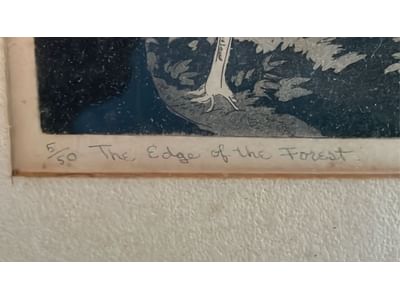 5/50 The Edge of the Forest